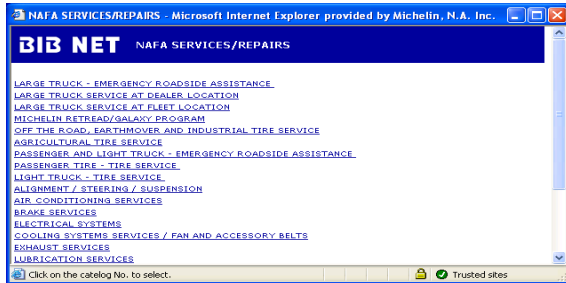 NAFA SERVICES/REPAIRS - Microsoft Internet Explorer provided by Michelin, N.A. Inc.
BIB NET NAFA SERVICES/REPAIRS
LARGE TRUCK - EMERGENCY ROADSIDE ASSISTANCE
LARGE TRUCK SERVICE AT DEALER LOCATION
LARGE TRUCK SERVICE AT FLEET LOCATION
MICHELIN RETREAD/GALAXY PROGRAM
OFF THE ROAD, EARTHMOVER AND INDUSTRIAL TIRE SERVICE
AGRICULTURAL TIRE SERVICE
PASSENGER AND LIGHT TRUCK - EMERGENCY ROADSIDE ASSISTANCE
PASSENGER TIRE - TIRE SERVICE
LIGHT TRUCK - TIRE SERVICE
ALIGNMENT / STEERING / SUSPENSION
AIR CONDITIONING SERVICES
BRAKE SERVICES
ELECTRICAL SYSTEMS
COOLING SYSTEMS SERVICES / FAN AND ACCESSORY BELTS
EXHAUST SERVICES
LUBRICATION SERVICES
Click on the catelog No. to select. Trusted sites